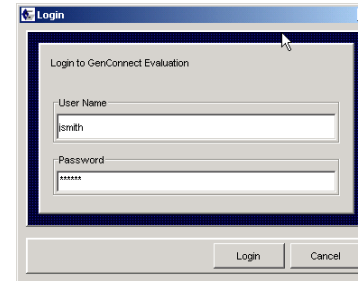 Login
Login to GenConnect Evaluation
User Name
jsmith
Password
******
Login Cancel